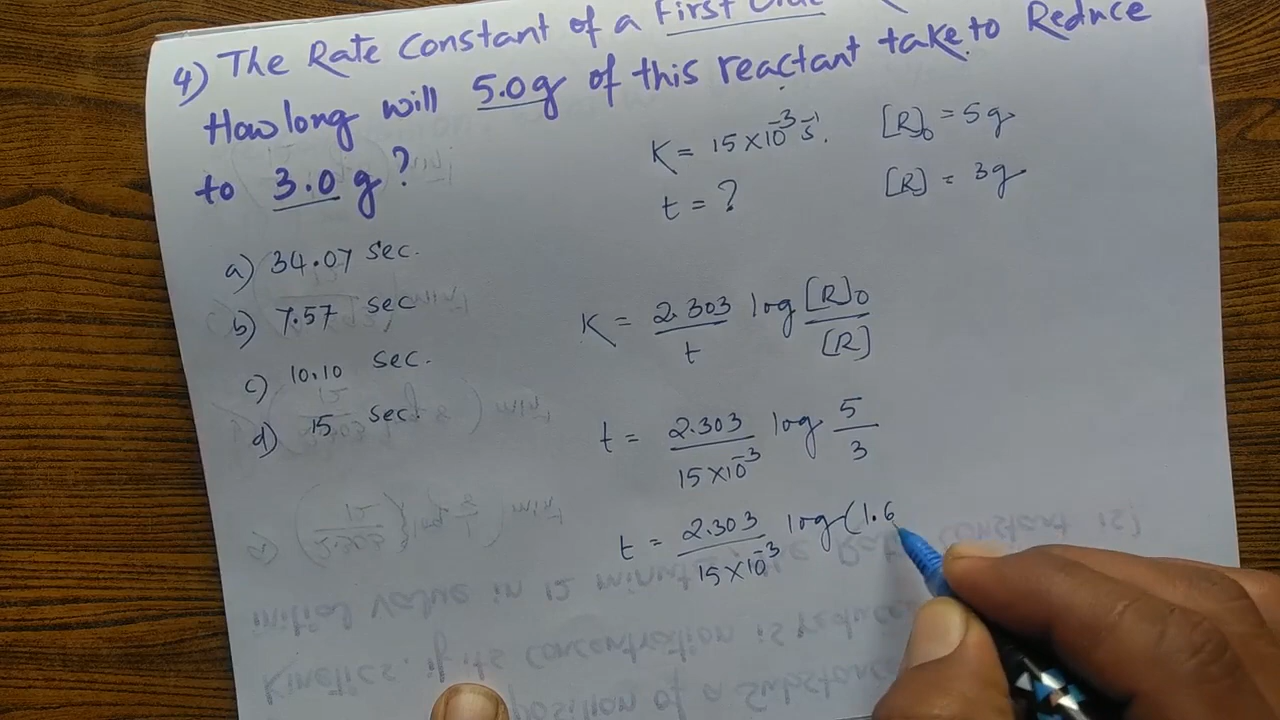 4) The Rate Constant of a First
How long will 5.0g of this reactant take to Reduce
to 3.0 g?
K = 15 × 10⁻³ s⁻¹.
[R]₀ = 5g
t = ?
[R] = 3g
a) 34.07 sec.
b) 7.57 sec
c) 10.10 sec.
d) 15 sec.
K = 2.303/t log [R]₀/[R]
t = 2.303/15×10⁻³ log 5/3
t = 2.303/15×10⁻³ log (1.6